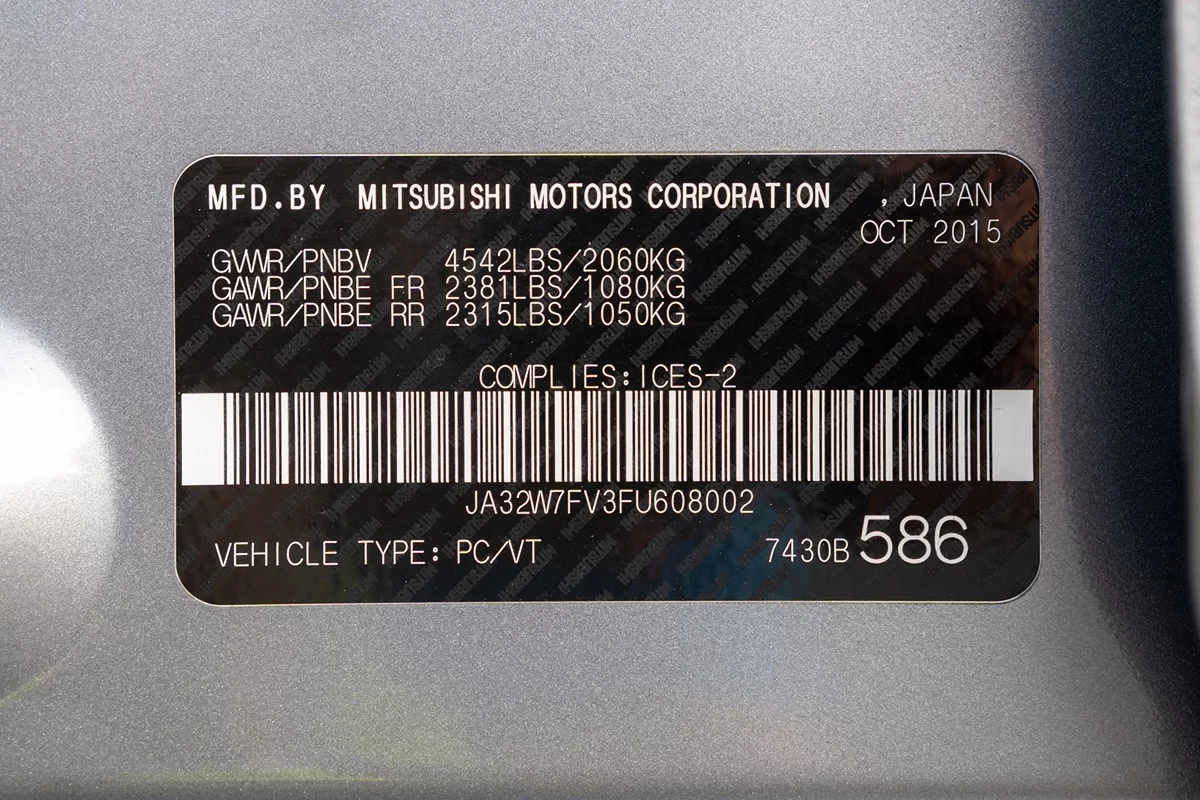 MFD.BY MITSUBISHI MOTORS CORPORATION , JAPAN
OCT 2015
GVWR/PNBV 4542LBS/2060KG
GAWR/PNBE FR 2381LBS/1080KG
GAWR/PNBE RR 2315LBS/1050KG
COMPLIES:ICES-2
JA32W7FV3FU608002
VEHICLE TYPE: PC/VT 7430B 586